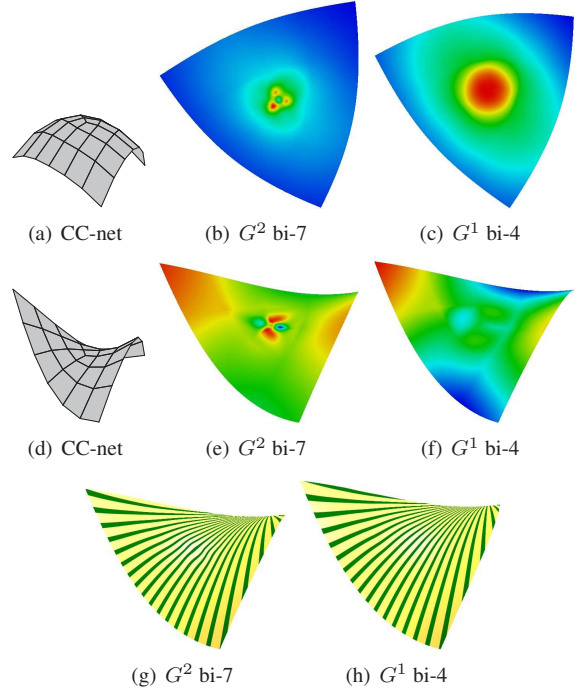 (a) CC-net
(b) G² bi-7
(c) G¹ bi-4
(d) CC-net
(e) G² bi-7
(f) G¹ bi-4
(g) G² bi-7
(h) G¹ bi-4